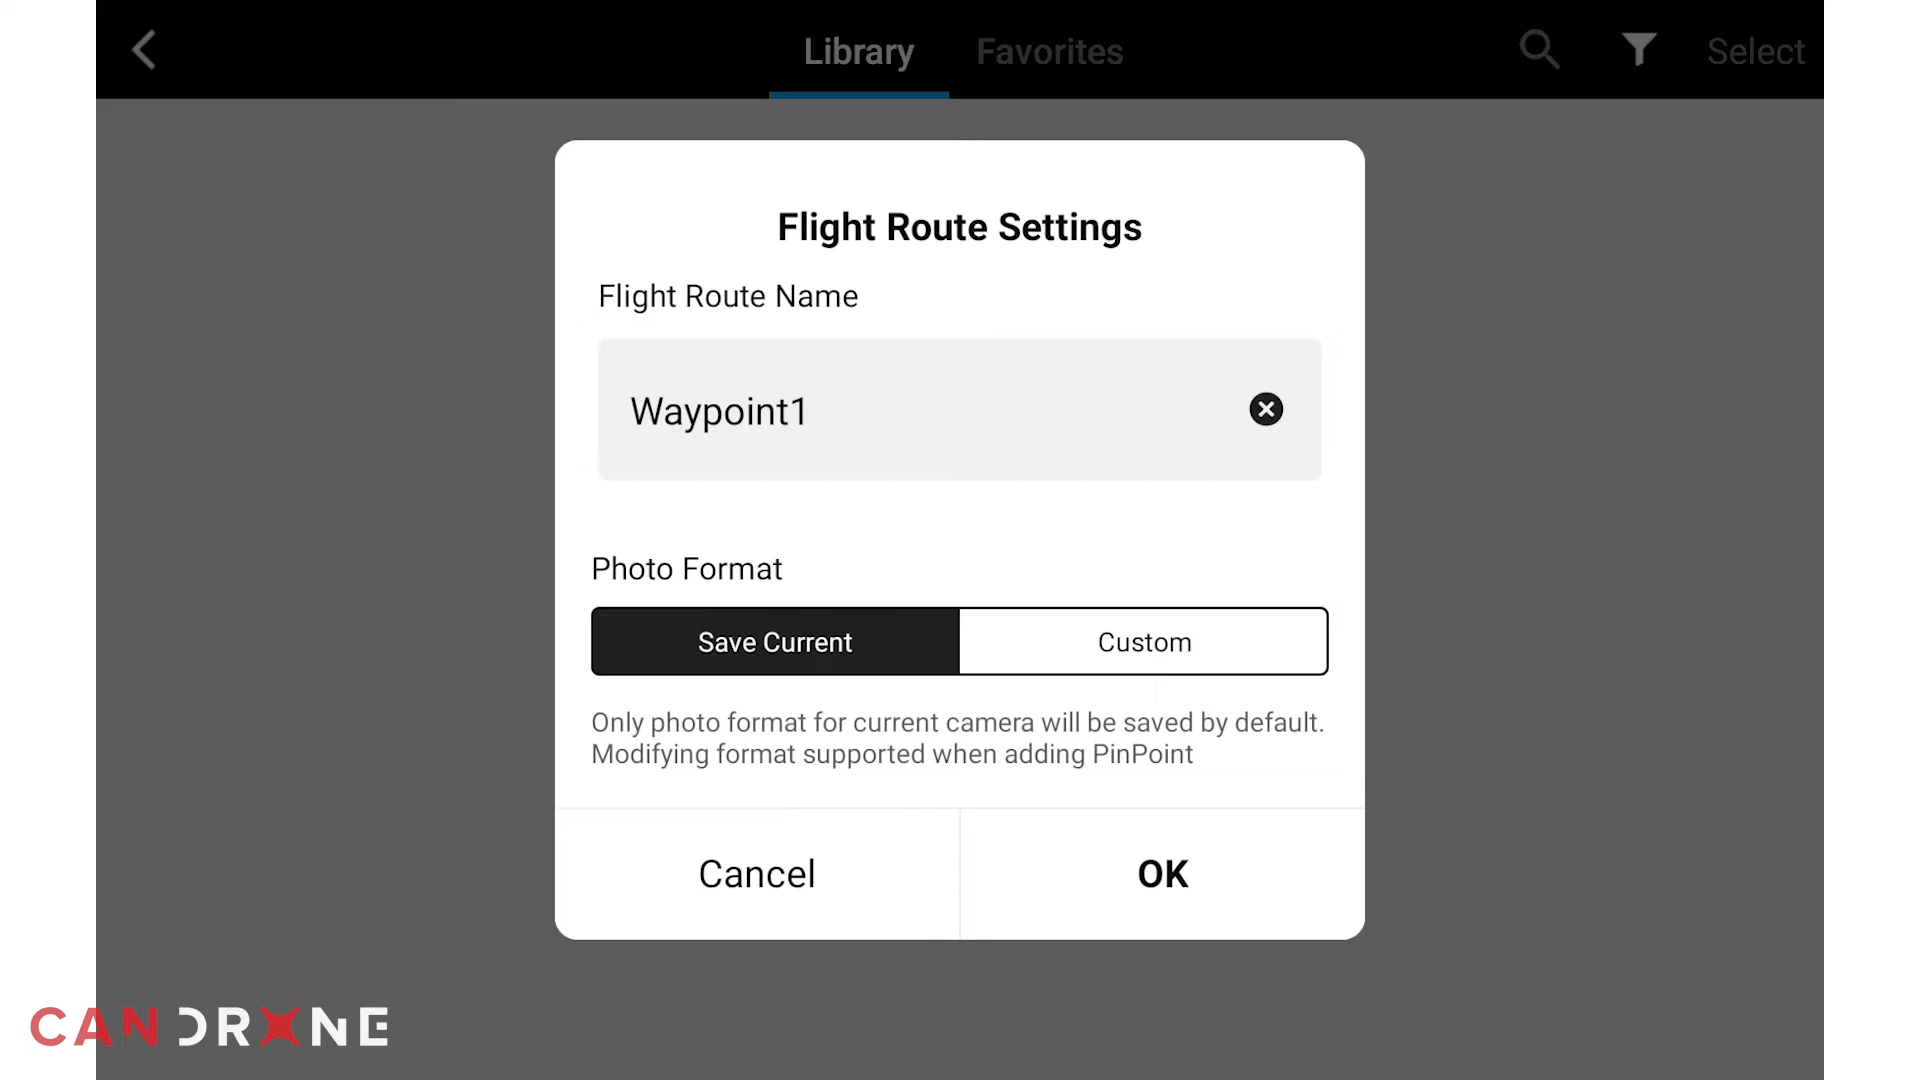 Library Favorites Select
Flight Route Settings
Flight Route Name
Waypoint1
Photo Format
Save Current Custom
Only photo format for current camera will be saved by default.
Modifying format supported when adding PinPoint
Cancel OK
CANDRONE